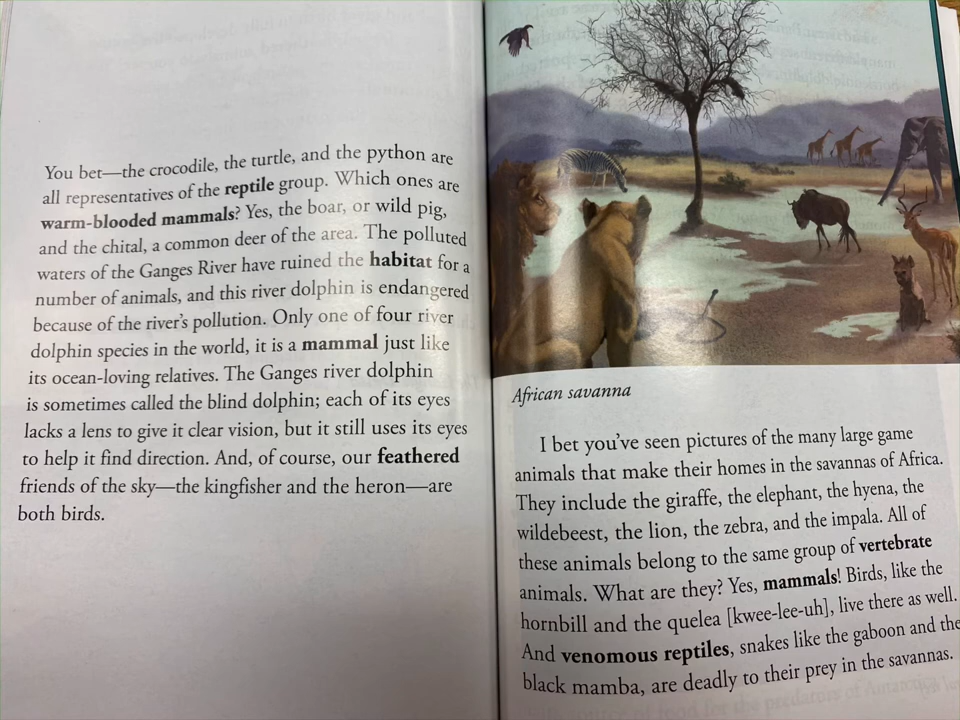 You bet—the crocodile, the turtle, and the python are
all representatives of the reptile group. Which ones are
warm-blooded mammals? Yes, the boar, or wild pig,
and the chital, a common deer of the area. The polluted
waters of the Ganges River have ruined the habitat for a
number of animals, and this river dolphin is endangered
because of the river's pollution. Only one of four river
dolphin species in the world, it is a mammal just like
its ocean-loving relatives. The Ganges river dolphin
is sometimes called the blind dolphin; each of its eyes
lacks a lens to give it clear vision, but it still uses its eyes
to help it find direction. And, of course, our feathered
friends of the sky—the kingfisher and the heron—are
both birds.
African savanna
I bet you've seen pictures of the many large game
animals that make their homes in the savannas of Africa.
They include the giraffe, the elephant, the hyena, the
wildebeest, the lion, the zebra, and the impala. All of
these animals belong to the same group of vertebrate
animals. What are they? Yes, mammals! Birds, like the
hornbill and the quelea [kwee-lee-uh], live there as well.
And venomous reptiles, snakes like the gaboon and the
black mamba, are deadly to their prey in the savannas.